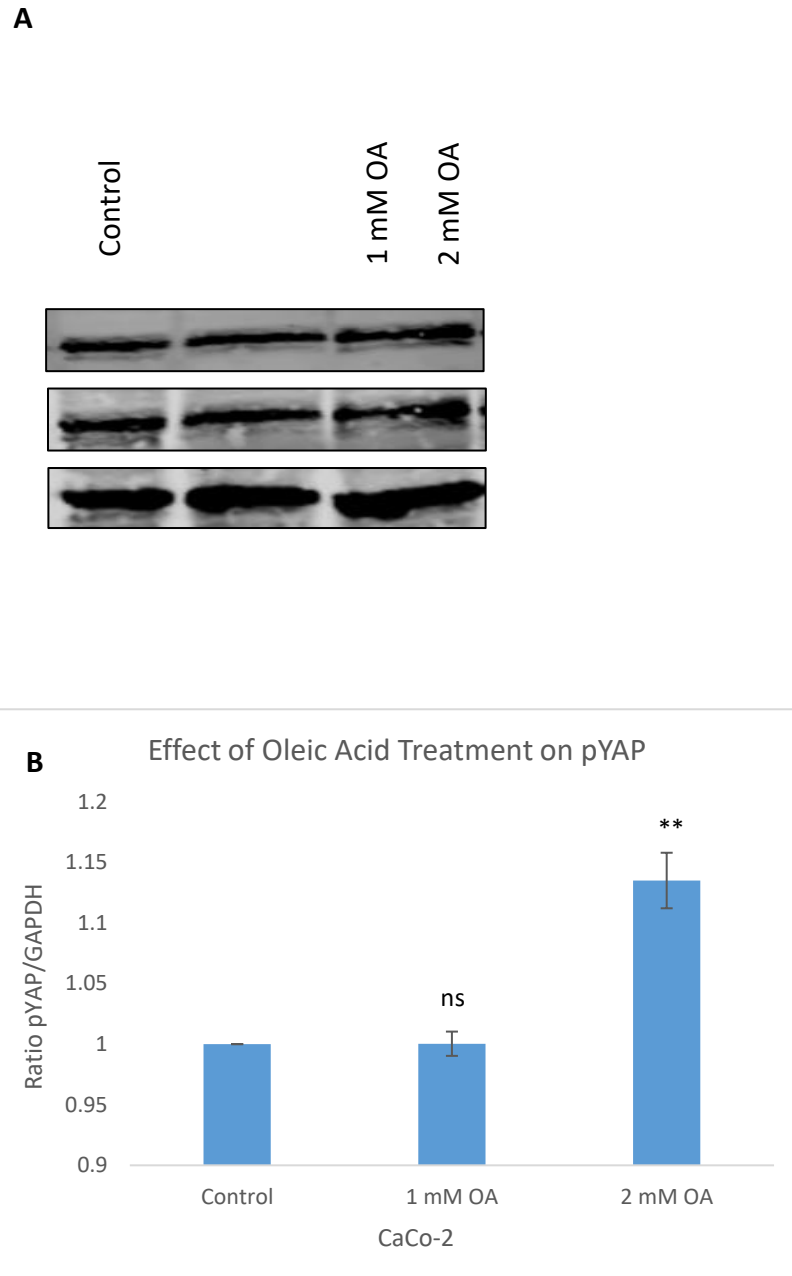 A
Control
1 mM OA
2 mM OA
B
Effect of Oleic Acid Treatment on pYAP
Ratio pYAP/GAPDH
1.2
1.15
1.1
1.05
1
0.95
0.9
**
ns
Control
1 mM OA
2 mM OA
CaCo-2